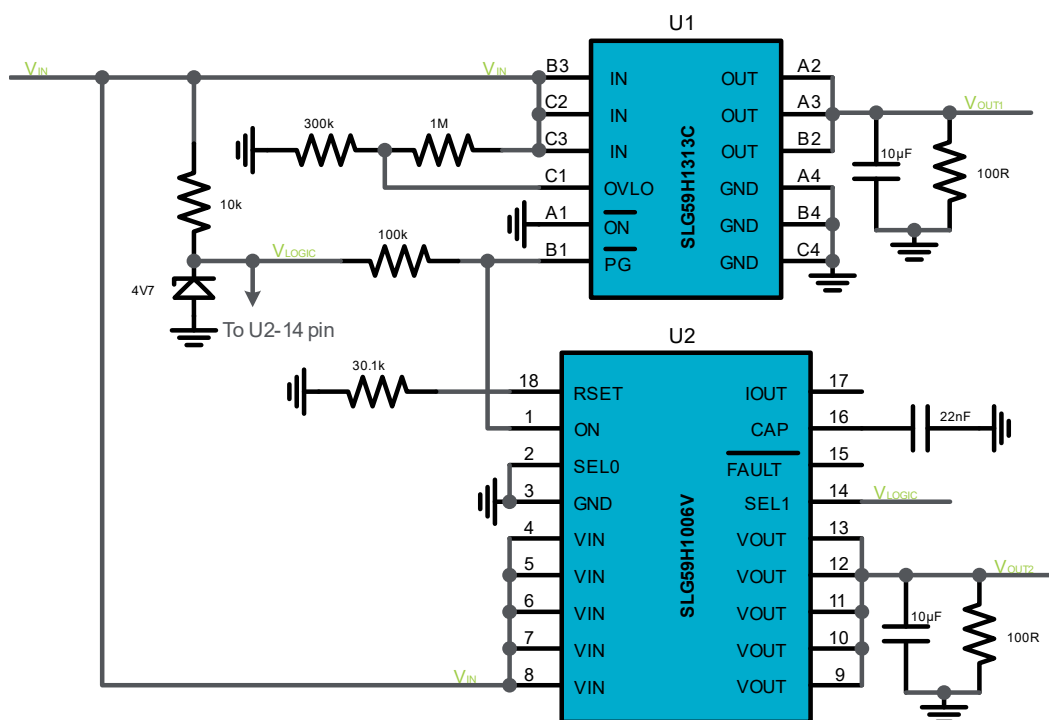 U1
VIN
VIN
B3 IN OUT A2
C2 IN OUT A3
VOUT1
300k 1M
C3 IN OUT B2
10µF
100R
C1 OVLO GND A4
10k
A1 ON GND B4
VLOGIC 100k
B1 PG GND C4
SLG59H1313C
4V7
To U2-14 pin
U2
30.1k
18 RSET IOUT 17
1 ON CAP 16
22nF
2 SEL0 FAULT 15
3 GND SEL1 14
VLOGIC
4 VIN VOUT 13
5 VIN VOUT 12
VOUT2
6 VIN VOUT 11
10µF
100R
7 VIN VOUT 10
VIN
8 VIN VOUT 9
SLG59H1006V